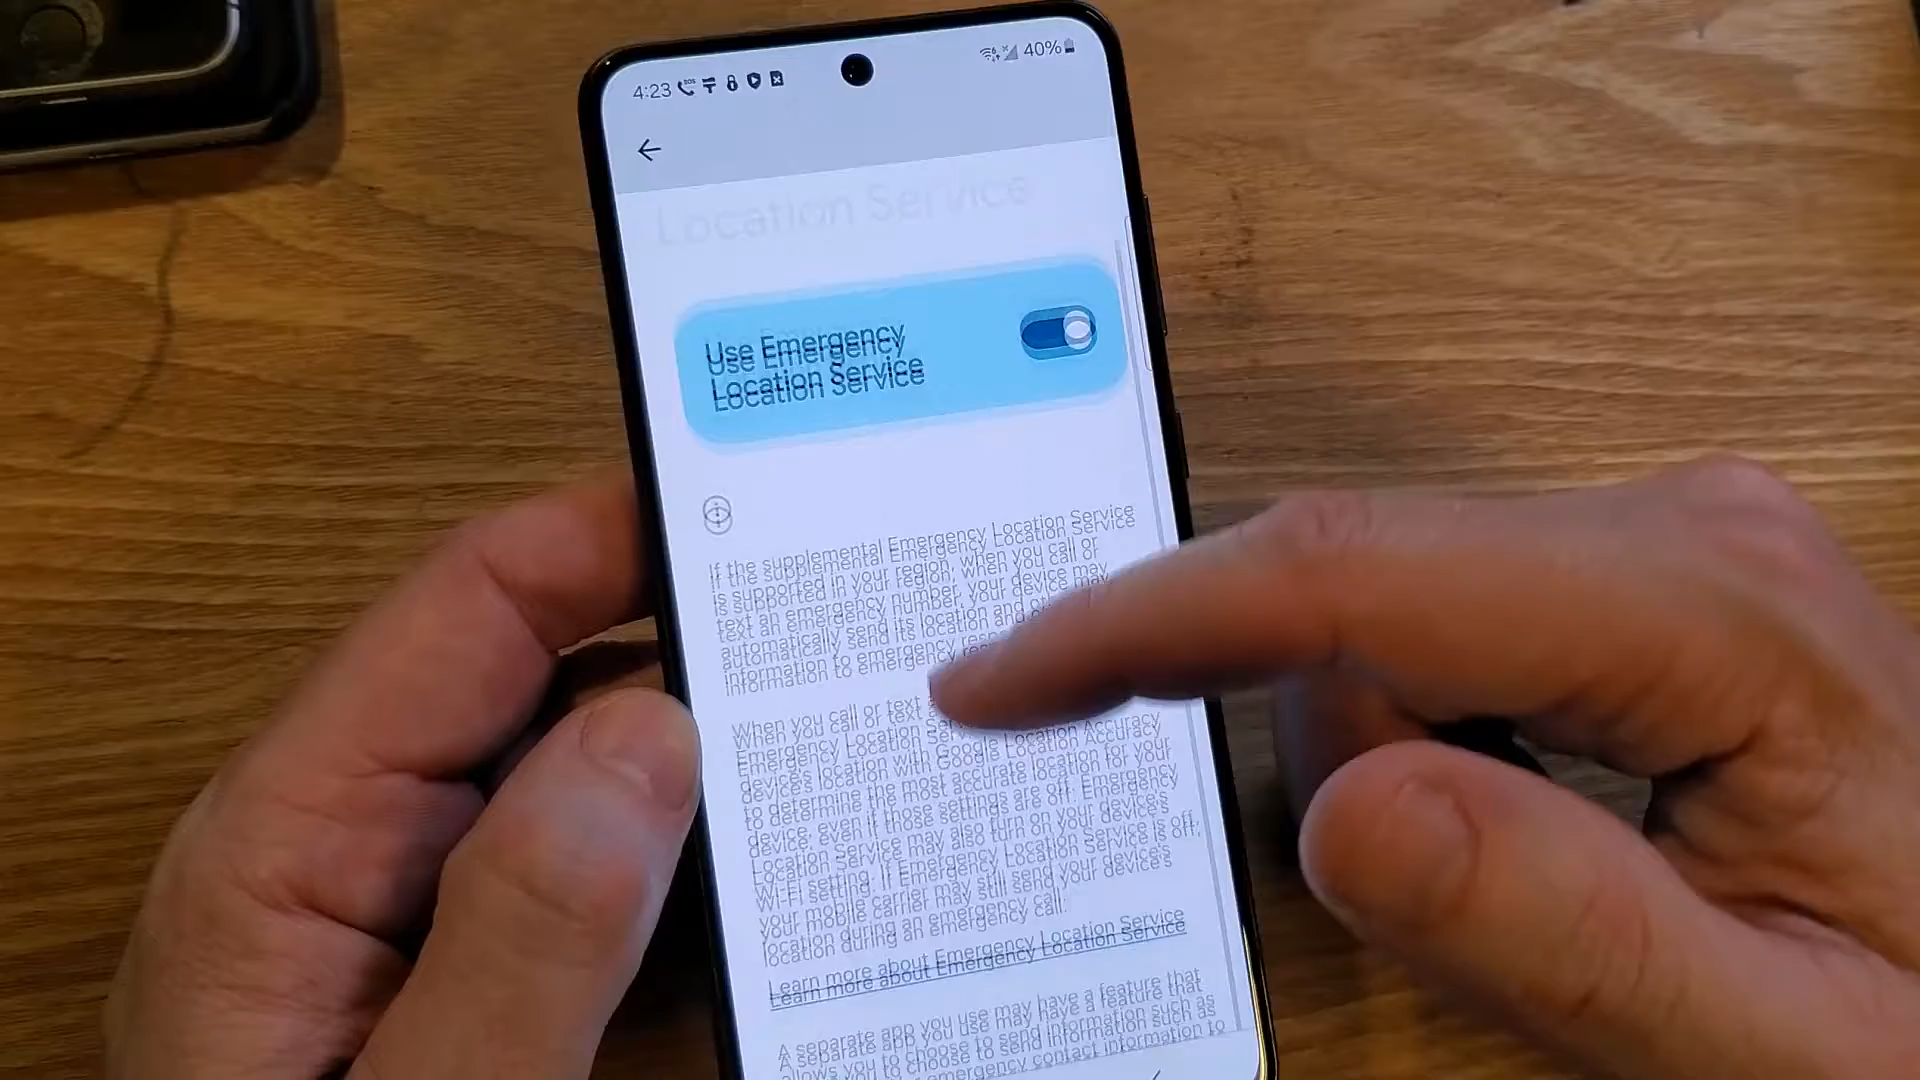 4:23
40%
Location Service
Use Emergency
Location Service
If the supplemental Emergency Location Service
is supported in your region, when you call or
text an emergency number, your device may
automatically send its location and
information to emergency
When you call or text
Emergency Location
device's location with Google Location Accuracy
to determine the most accurate location for your
device, even if those settings are off. Emergency
Location Service may also turn on your device's
Wi-Fi setting. If Emergency Location Service is off,
your mobile carrier may still send your device's
location during an emergency call.
Learn more about Emergency Location Service
A separate app you use may have a feature that
allows you to choose to send information such as
emergency contact information to